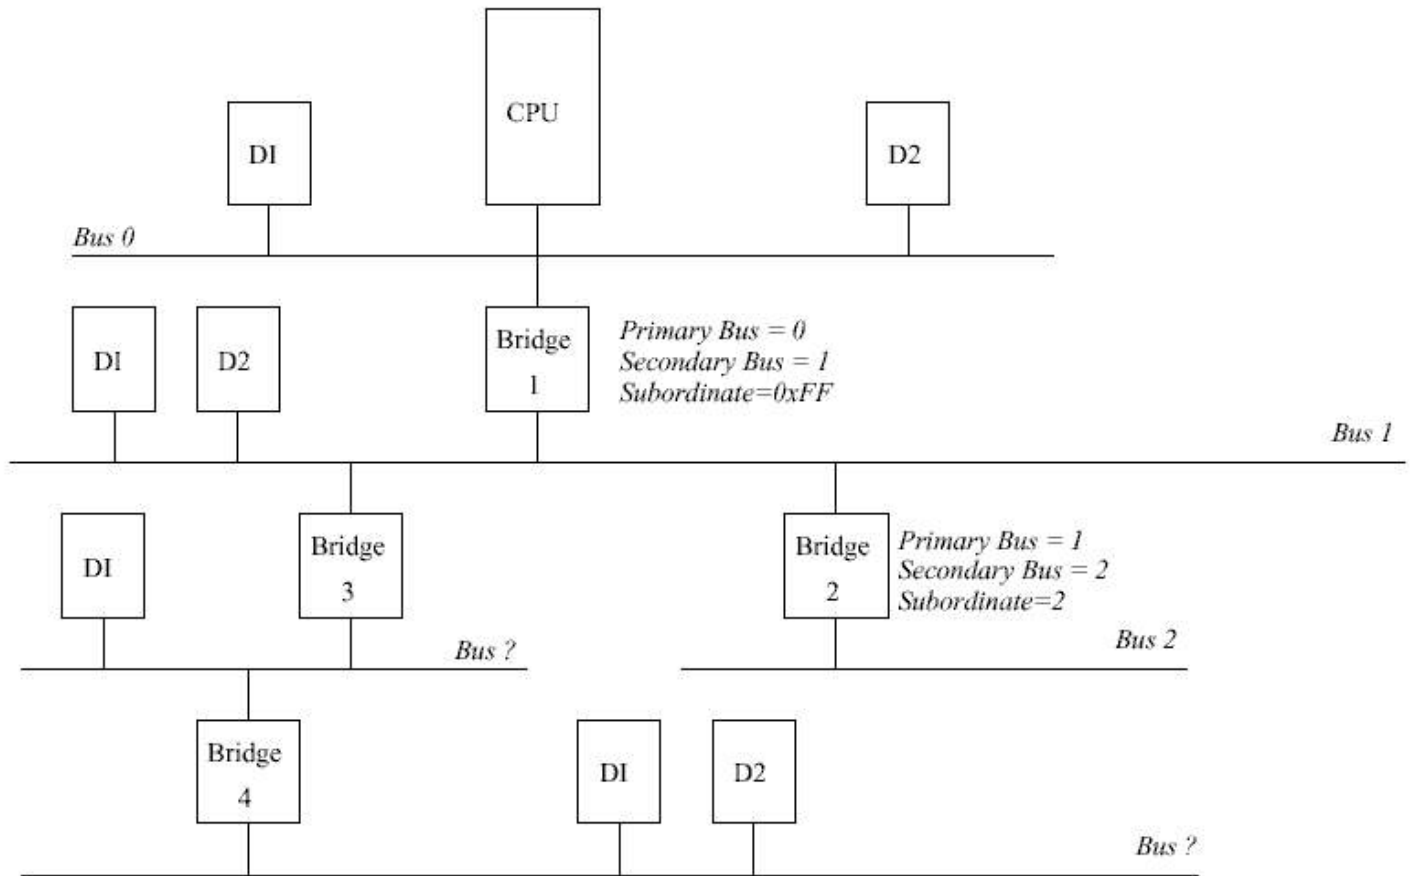 CPU
DI
D2
Bus 0
DI
D2
Bridge
1
Primary Bus = 0
Secondary Bus = 1
Subordinate=0xFF
Bus 1
DI
Bridge
3
Bridge
2
Primary Bus = 1
Secondary Bus = 2
Subordinate=2
Bus ?
Bus 2
Bridge
4
DI
D2
Bus ?